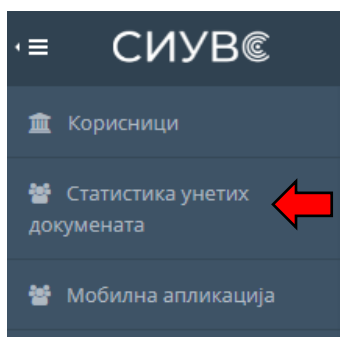 СИУВС
Корисници
Статистика унетих
докумената
Мобилна апликација